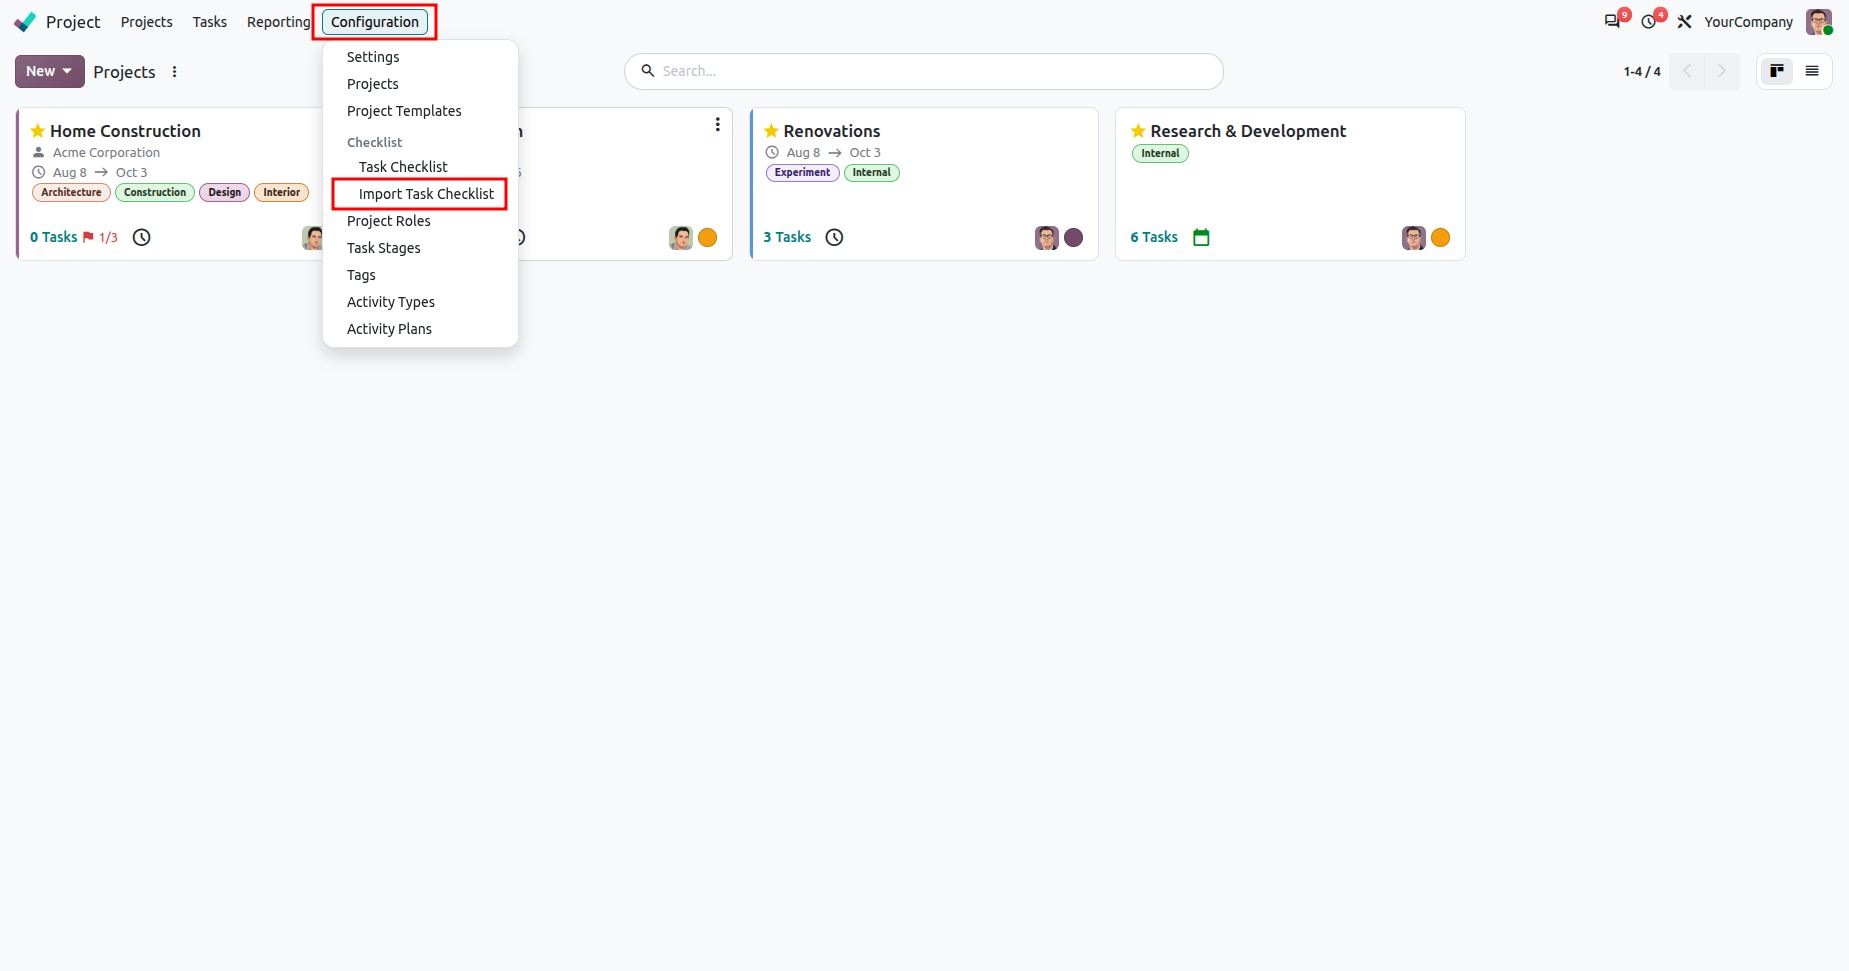 Project Projects Tasks Reporting Configuration 9 4 YourCompany
New Projects Search... 1-4 / 4
Settings
Projects
Project Templates
Checklist
Task Checklist
Import Task Checklist
Project Roles
Task Stages
Tags
Activity Types
Activity Plans
Home Construction
Acme Corporation
Aug 8 → Oct 3
Architecture Construction Design Interior
0 Tasks 1/3
Renovations
Aug 8 → Oct 3
Experiment Internal
3 Tasks
Research & Development
Internal
6 Tasks